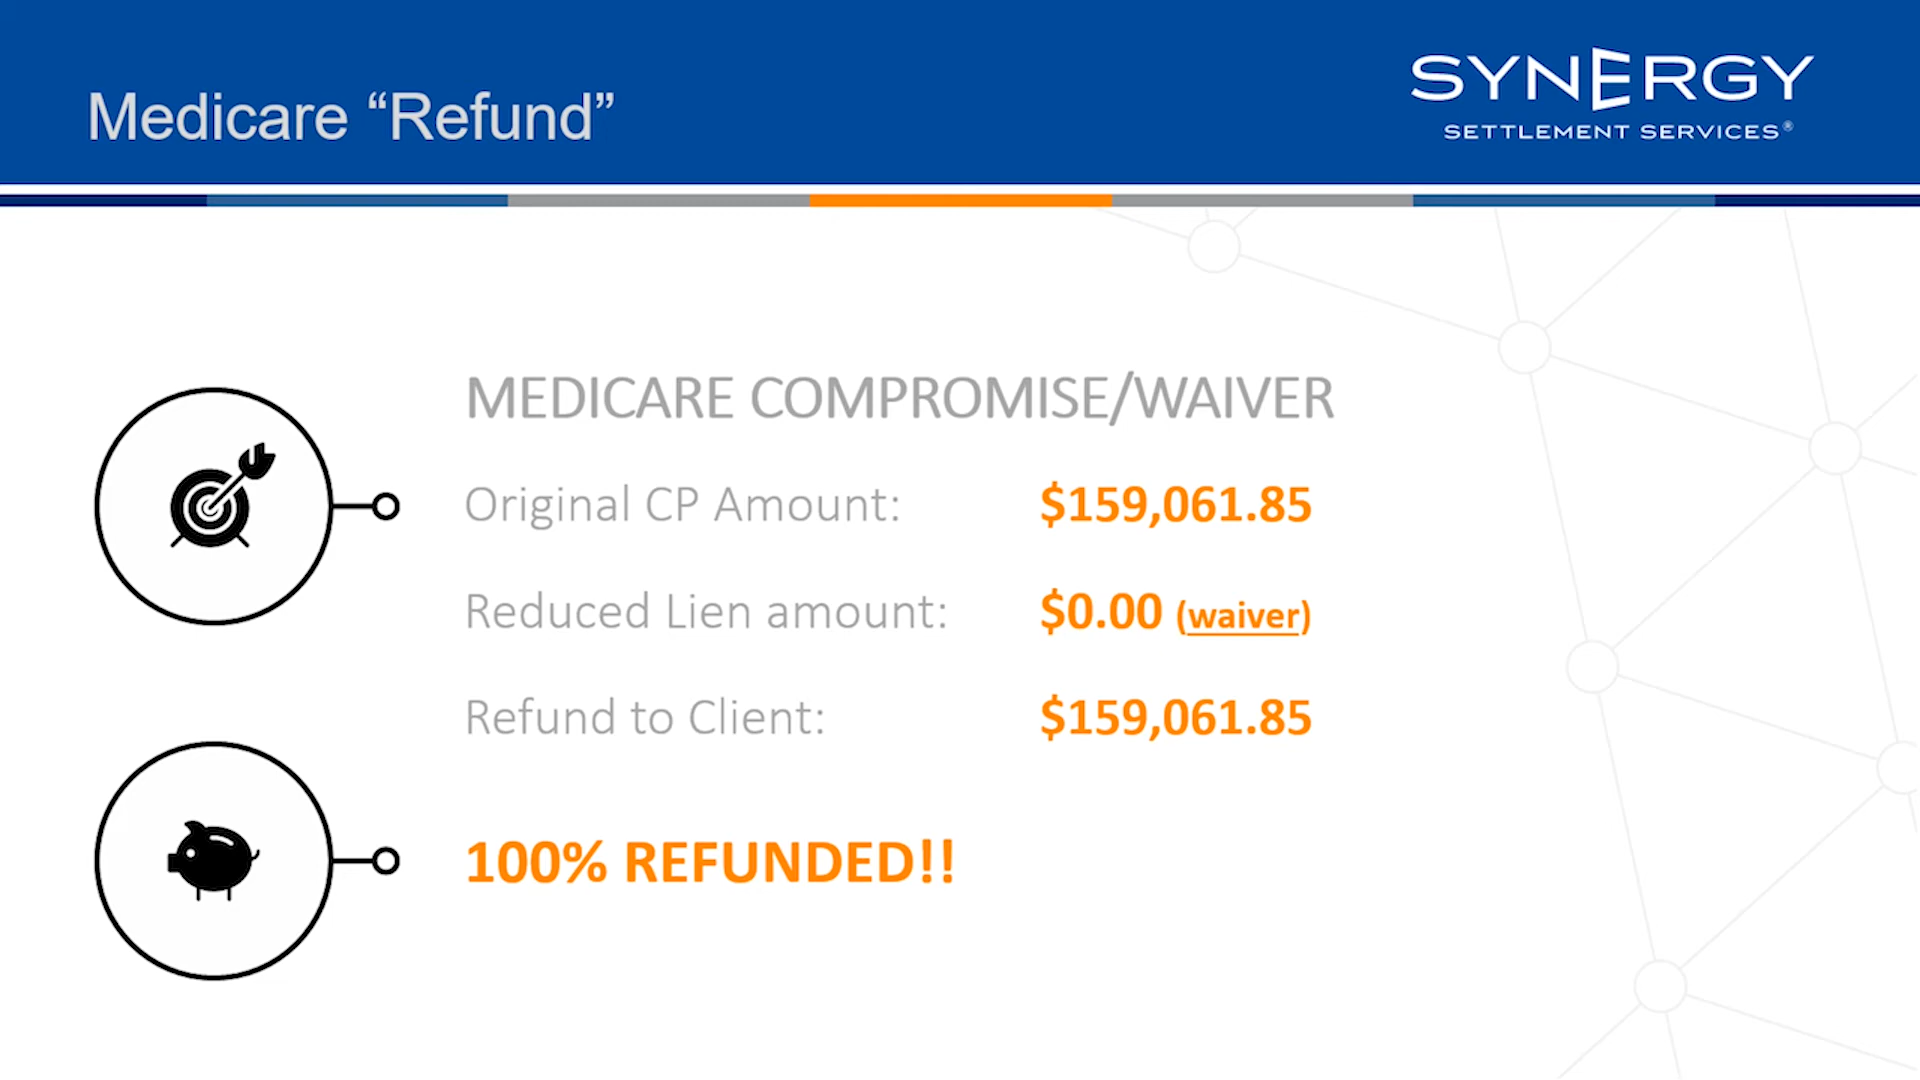 Medicare “Refund”
SYNERGY
SETTLEMENT SERVICES®
MEDICARE COMPROMISE/WAIVER
Original CP Amount: $159,061.85
Reduced Lien amount: $0.00 (waiver)
Refund to Client: $159,061.85
100% REFUNDED!!